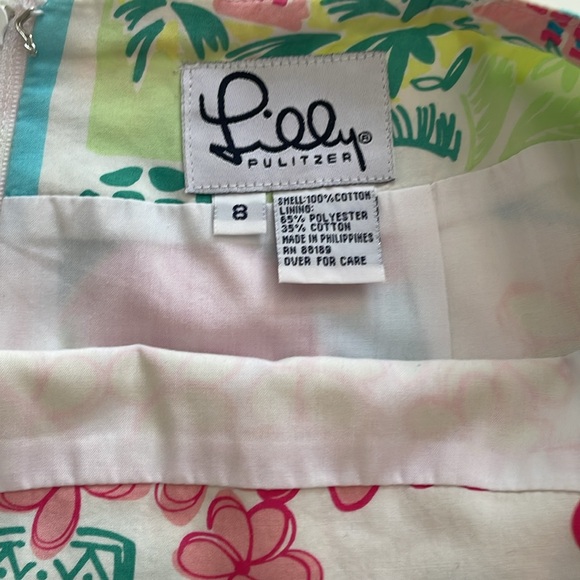 Lilly®
PULITZER
8
SHELL:100%COTTON
LINING:
65% POLYESTER
35% COTTON
MADE IN PHILIPPINES
RN 88189
OVER FOR CARE